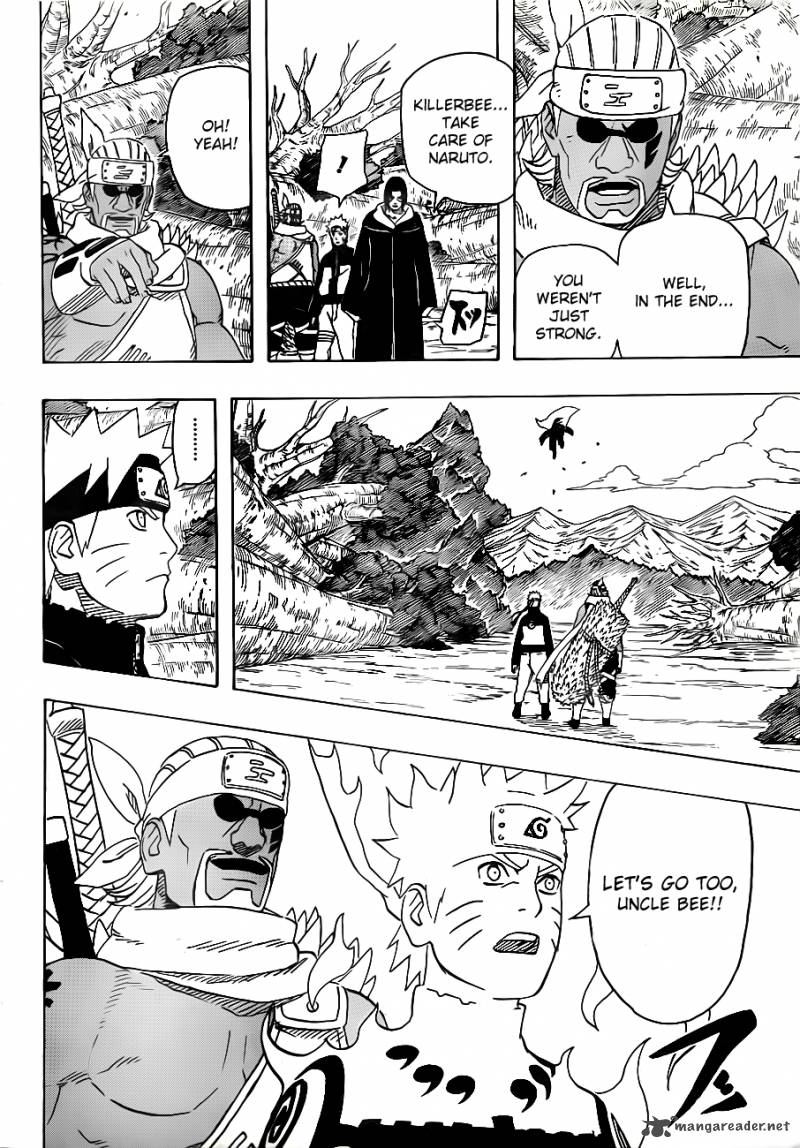 WELL,
IN THE END...
YOU
WEREN'T
JUST
STRONG.
KILLERBEE...
TAKE
CARE OF
NARUTO.
!
OH!
YEAH!
.........
LET'S GO TOO,
UNCLE BEE!!
mangareader.net